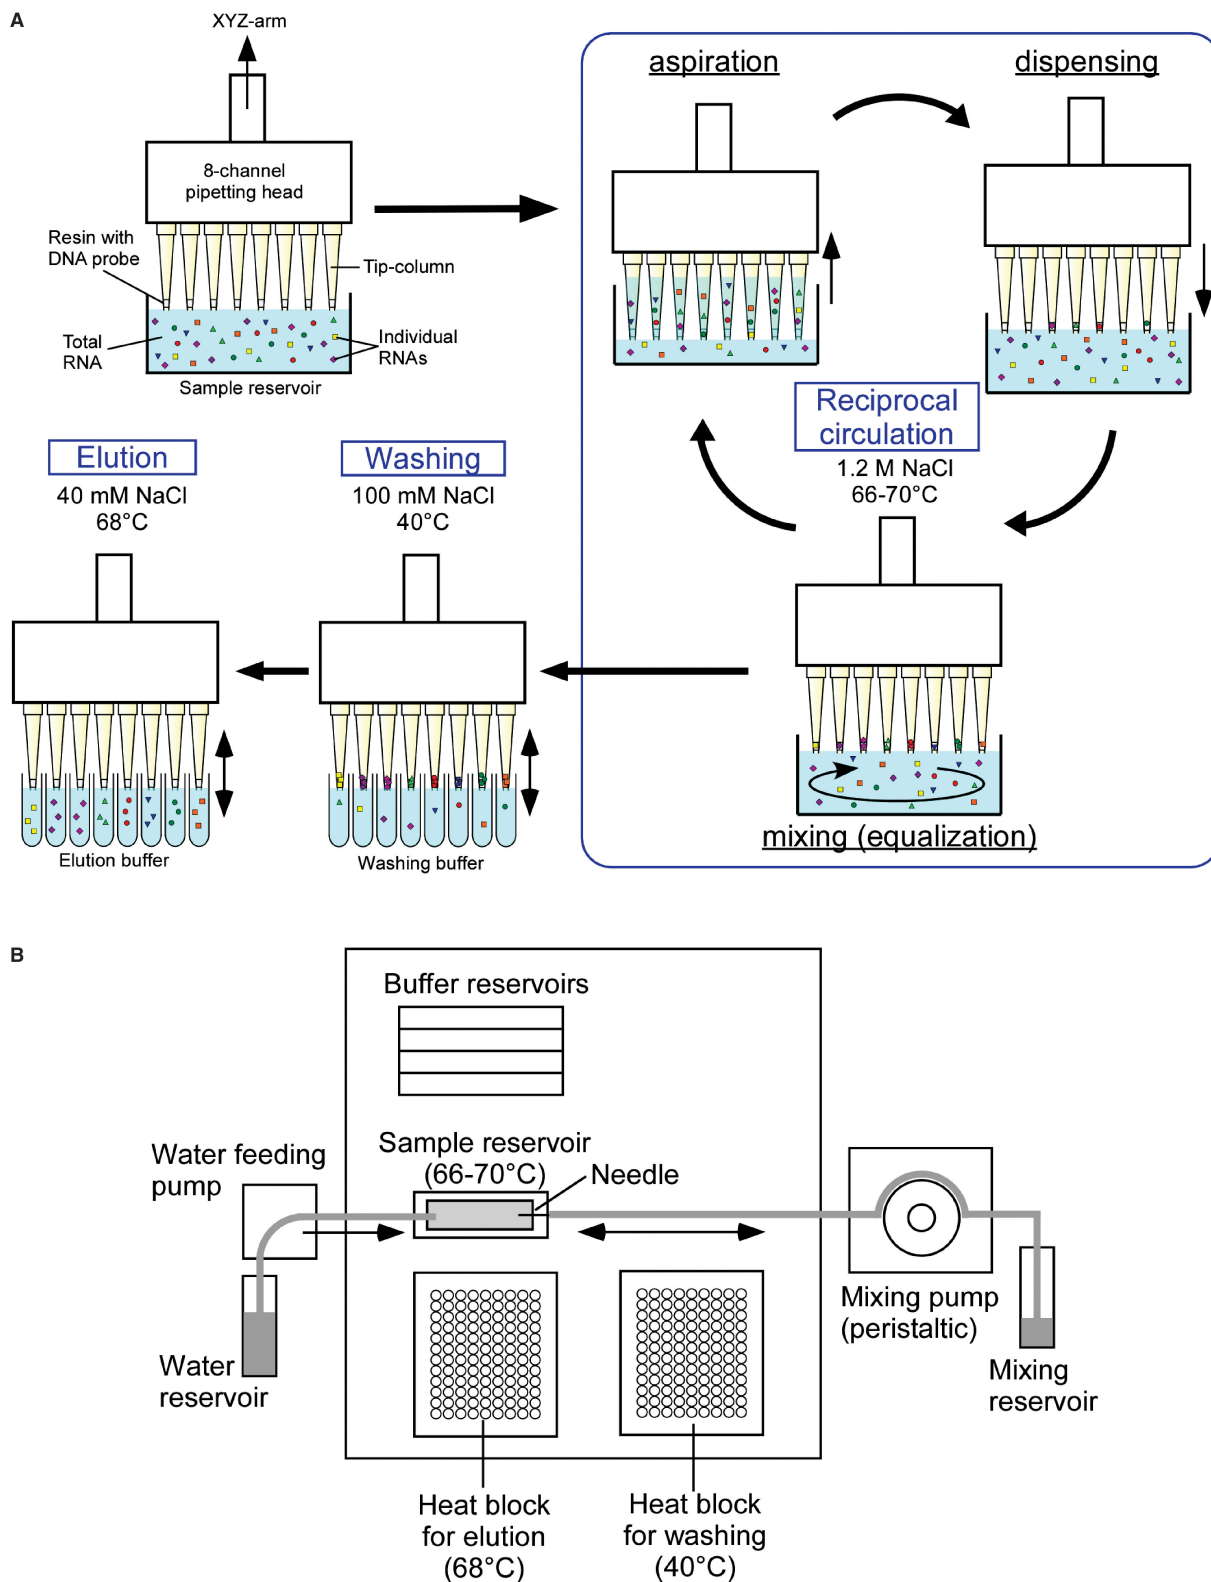 A
XYZ-arm
8-channel
pipetting head
Resin with
DNA probe
Tip-column
Total
RNA
Individual
RNAs
Sample reservoir
aspiration
dispensing
Reciprocal
circulation
1.2 M NaCl
66-70°C
mixing (equalization)
Elution
40 mM NaCl
68°C
Elution buffer
Washing
100 mM NaCl
40°C
Washing buffer
B
Buffer reservoirs
Water feeding
pump
Sample reservoir
(66-70°C)
Needle
Water
reservoir
Mixing pump
(peristaltic)
Mixing
reservoir
Heat block
for elution
(68°C)
Heat block
for washing
(40°C)